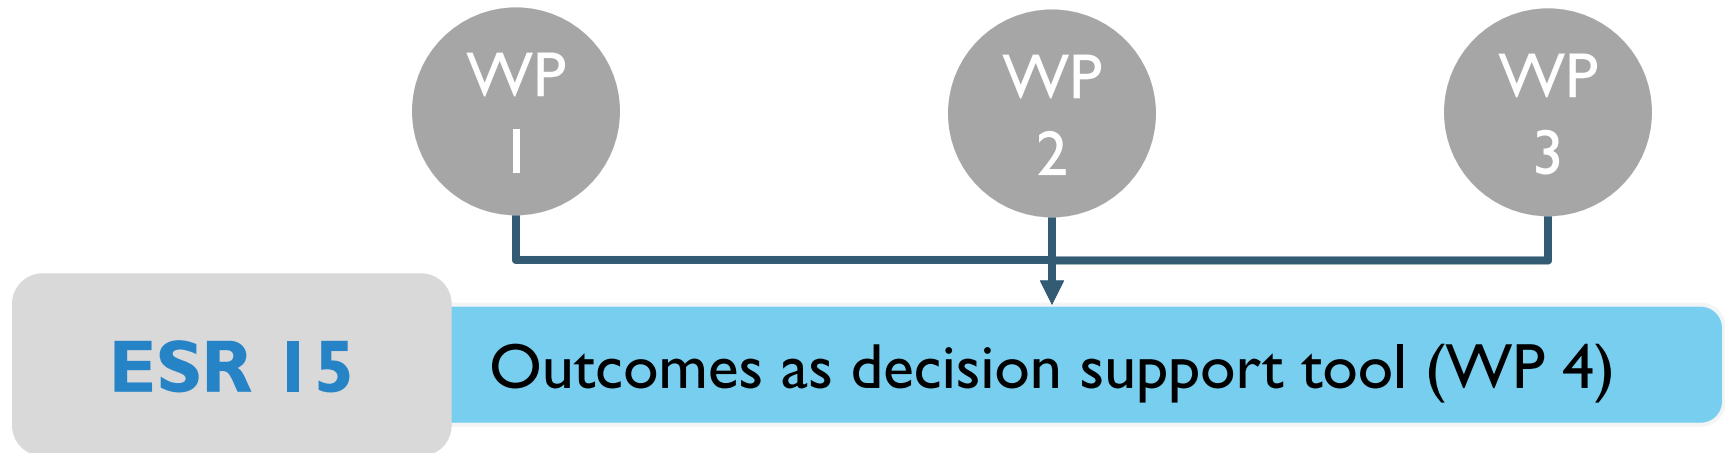 WP
1
WP
2
WP
3
ESR 15
Outcomes as decision support tool (WP 4)